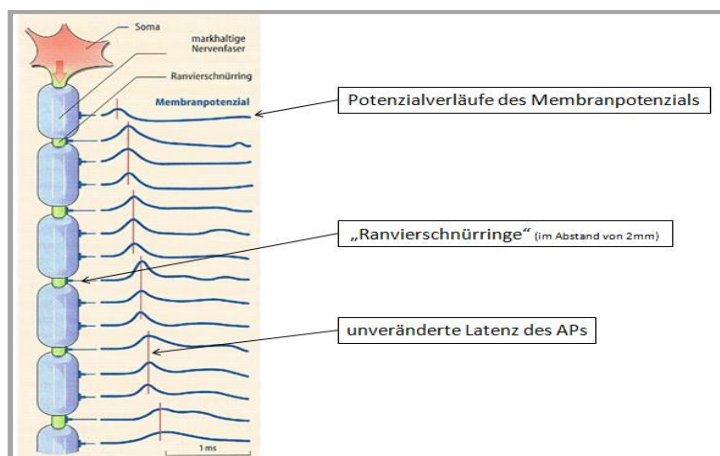 Soma
markhaltige
Nervenfaser
Ranvierschnürring
Membranpotenzial
Potenzialverläufe des Membranpotenzials
„Ranvierschnürringe“ (im Abstand von 2mm)
unveränderte Latenz des APs
1 ms